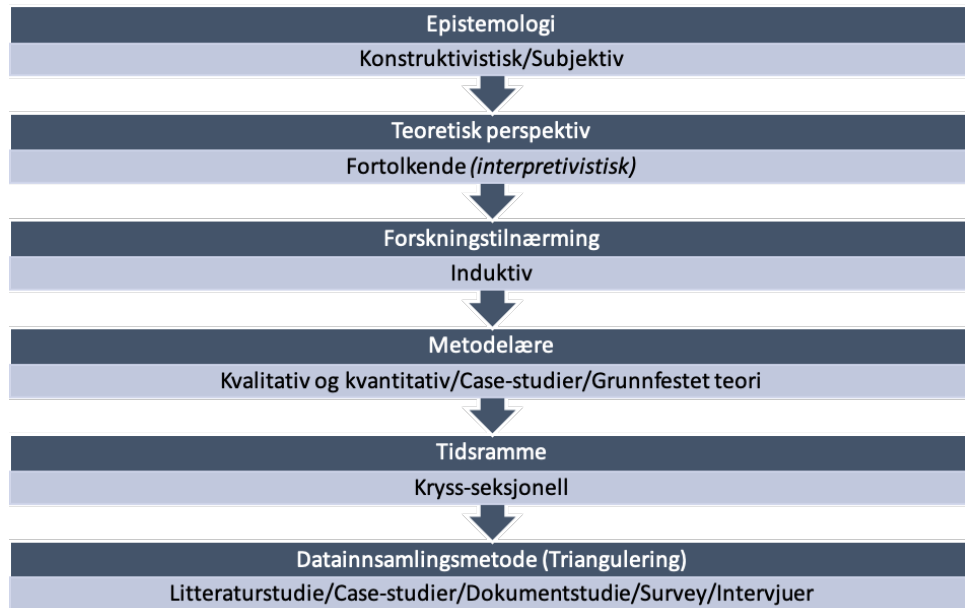 Epistemologi
Konstruktivistisk/Subjektiv
Teoretisk perspektiv
Fortolkende (interpretivistisk)
Forskningstilnærming
Induktiv
Metodelære
Kvalitativ og kvantitativ/Case-studier/Grunnfestet teori
Tidsramme
Kryss-seksjonell
Datainnsamlingsmetode (Triangulering)
Litteraturstudie/Case-studier/Dokumentstudie/Survey/Intervjuer